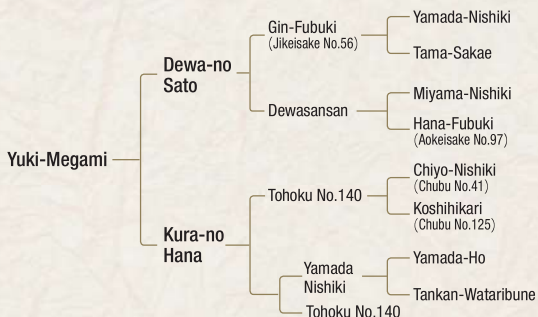 Yuki-Megami
Dewa-no
Sato
Kura-no
Hana
Gin-Fubuki
(Jikeisake No.56)
Dewasansan
Tohoku No.140
Yamada
Nishiki
Tohoku No.140
Yamada-Nishiki
Tama-Sakae
Miyama-Nishiki
Hana-Fubuki
(Aokeisake No.97)
Chiyo-Nishiki
(Chubu No.41)
Koshihikari
(Chubu No.125)
Yamada-Ho
Tankan-Wataribune